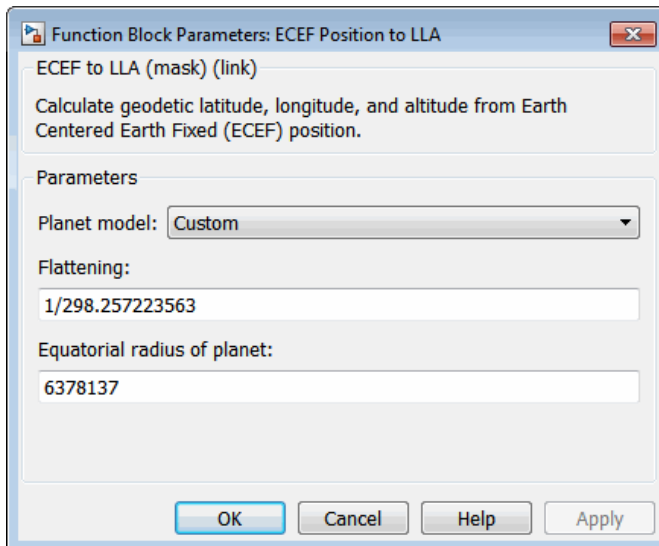 Function Block Parameters: ECEF Position to LLA
ECEF to LLA (mask) (link)
Calculate geodetic latitude, longitude, and altitude from Earth
Centered Earth Fixed (ECEF) position.
Parameters
Planet model: Custom
Flattening:
1/298.257223563
Equatorial radius of planet:
6378137
OK Cancel Help Apply